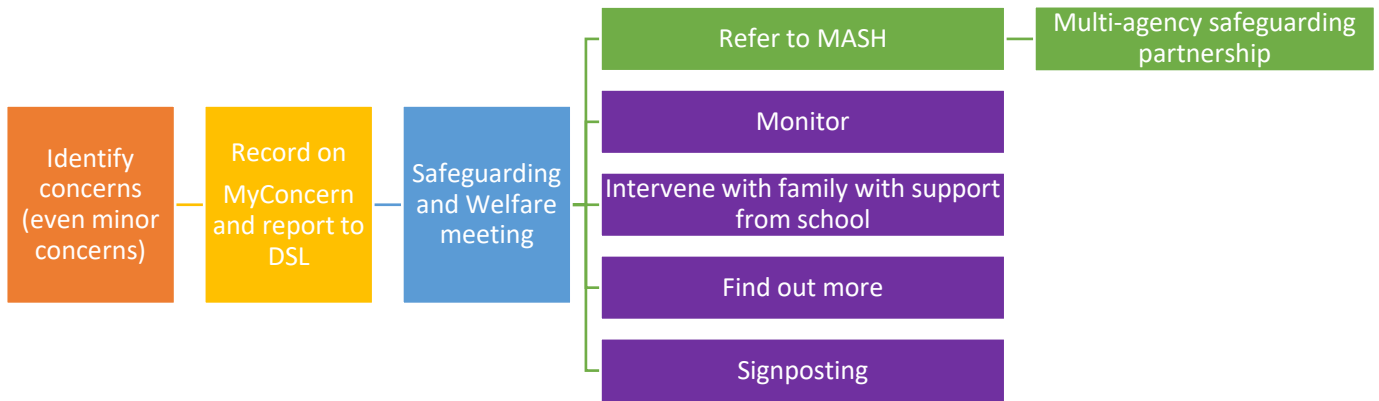 Identify
concerns
(even minor
concerns)
Record on
MyConcern
and report to
DSL
Safeguarding
and Welfare
meeting
Refer to MASH
Multi-agency safeguarding
partnership
Monitor
Intervene with family with support
from school
Find out more
Signposting